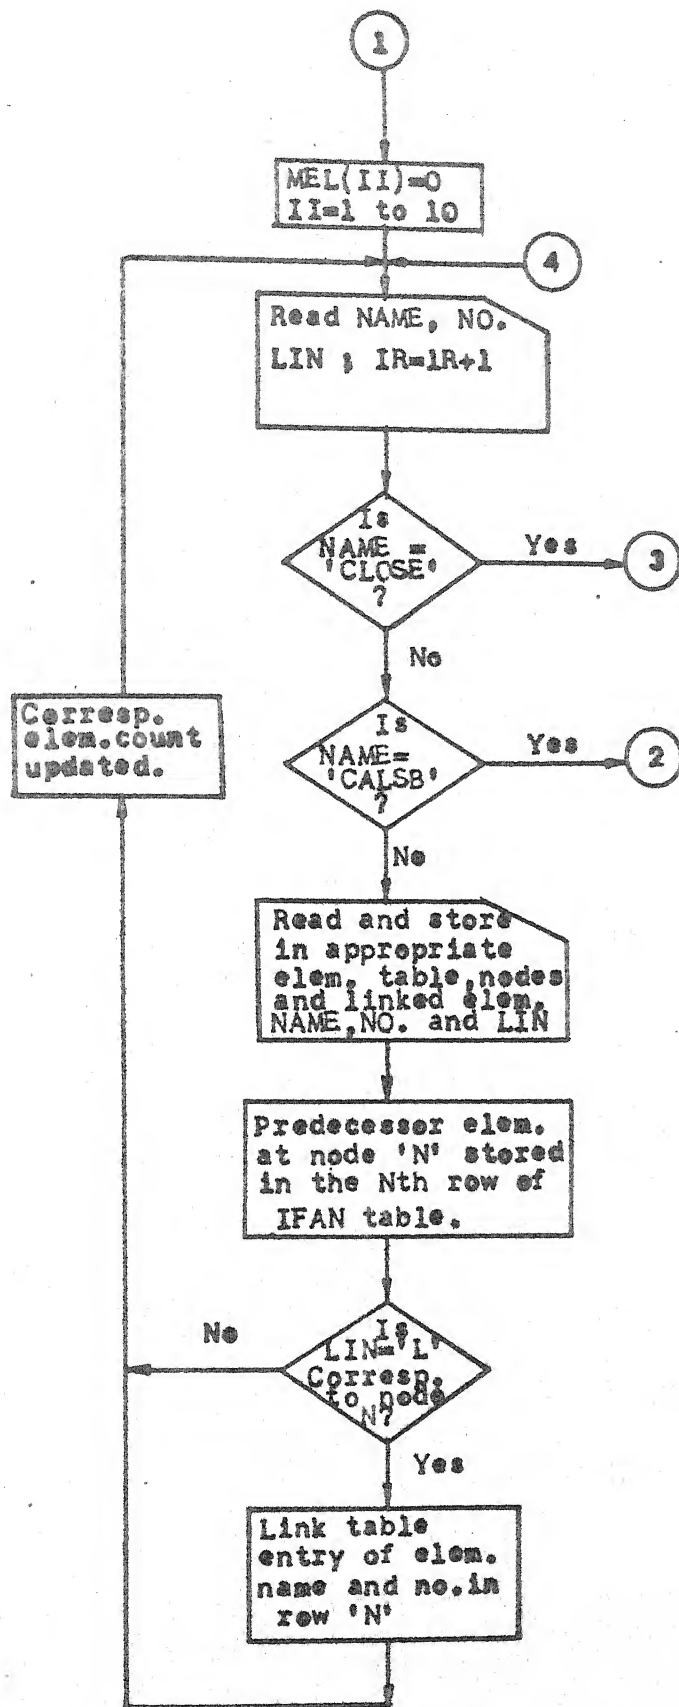 1
MEL(II)=0
II=1 to 10
4
Read NAME, NO.
LIN ; IR=IR+1
Is
NAME =
'CLOSE'
?
Yes
3
No
Corresp.
elem.count
updated.
Is
NAME=
'CALSB'
?
Yes
2
No
Read and store
in appropriate
elem. table,nodes
and linked elem.
NAME,NO. and LIN
Predecessor elem.
at node 'N' stored
in the Nth row of
IFAN table.
No
Is
LIN='L'
Corresp.
to node
N?
Yes
Link table
entry of elem.
name and no.in
row 'N'